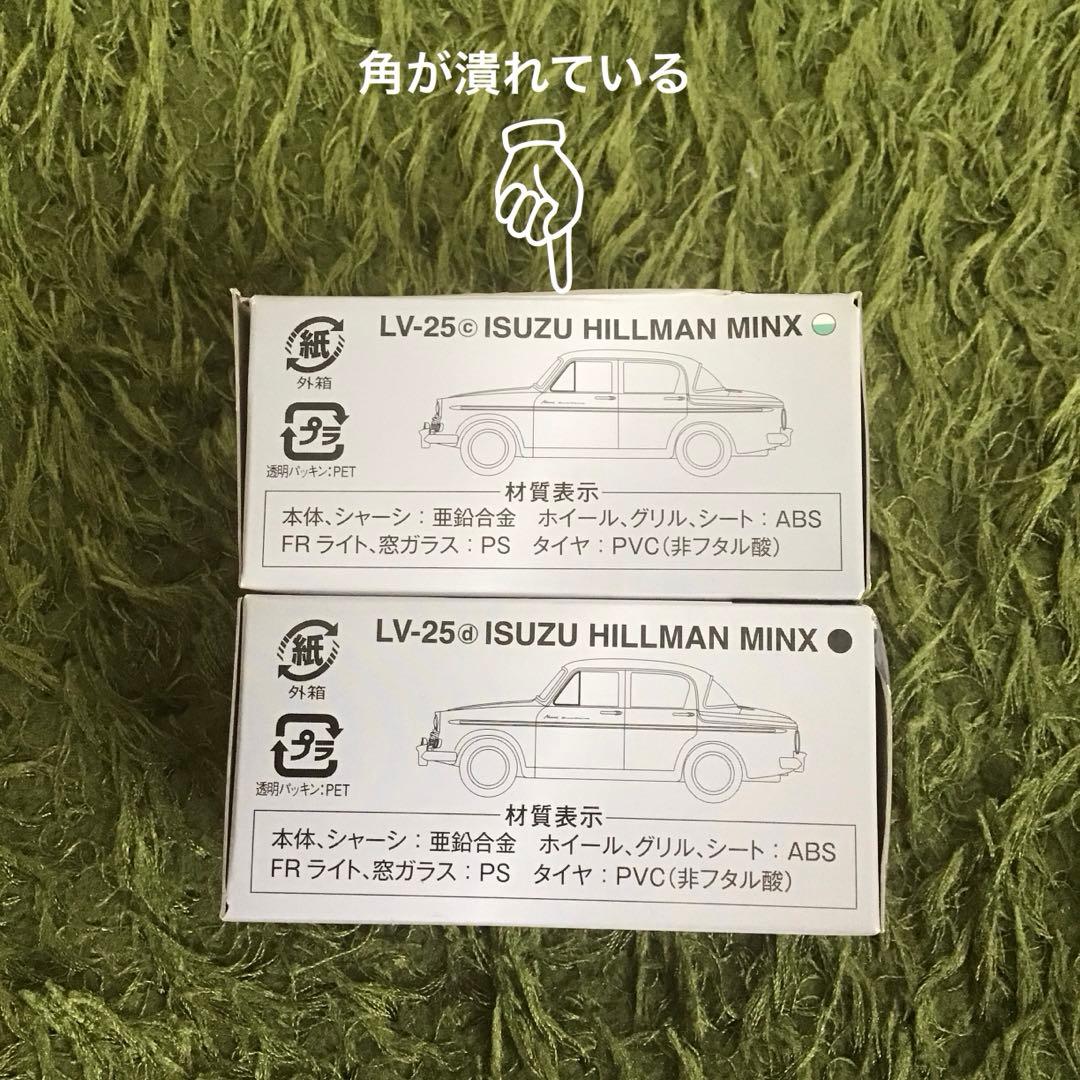 角が潰れている
LV-25ⓒ ISUZU HILLMAN MINX
紙
外箱
プラ
透明パッキン:PET
材質表示
本体、シャーシ:亜鉛合金 ホイール、グリル、シート:ABS
FRライト、窓ガラス:PS タイヤ:PVC(非フタル酸)
LV-25ⓓ ISUZU HILLMAN MINX
紙
外箱
プラ
透明パッキン:PET
材質表示
本体、シャーシ:亜鉛合金 ホイール、グリル、シート:ABS
FRライト、窓ガラス:PS タイヤ:PVC(非フタル酸)